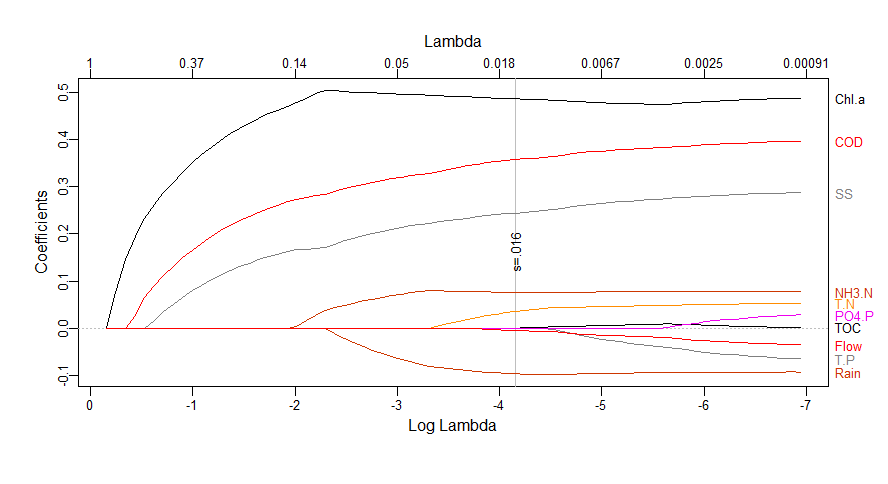 Lambda
1 0.37 0.14 0.05 0.018 0.0067 0.0025 0.00091
Coefficients
0.5
0.4
0.3
0.2
0.1
0.0
-0.1
s=.016
Chl.a
COD
SS
NH3.N
T.N
PO4.P
TOC
Flow
T.P
Rain
0 -1 -2 -3 -4 -5 -6 -7
Log Lambda